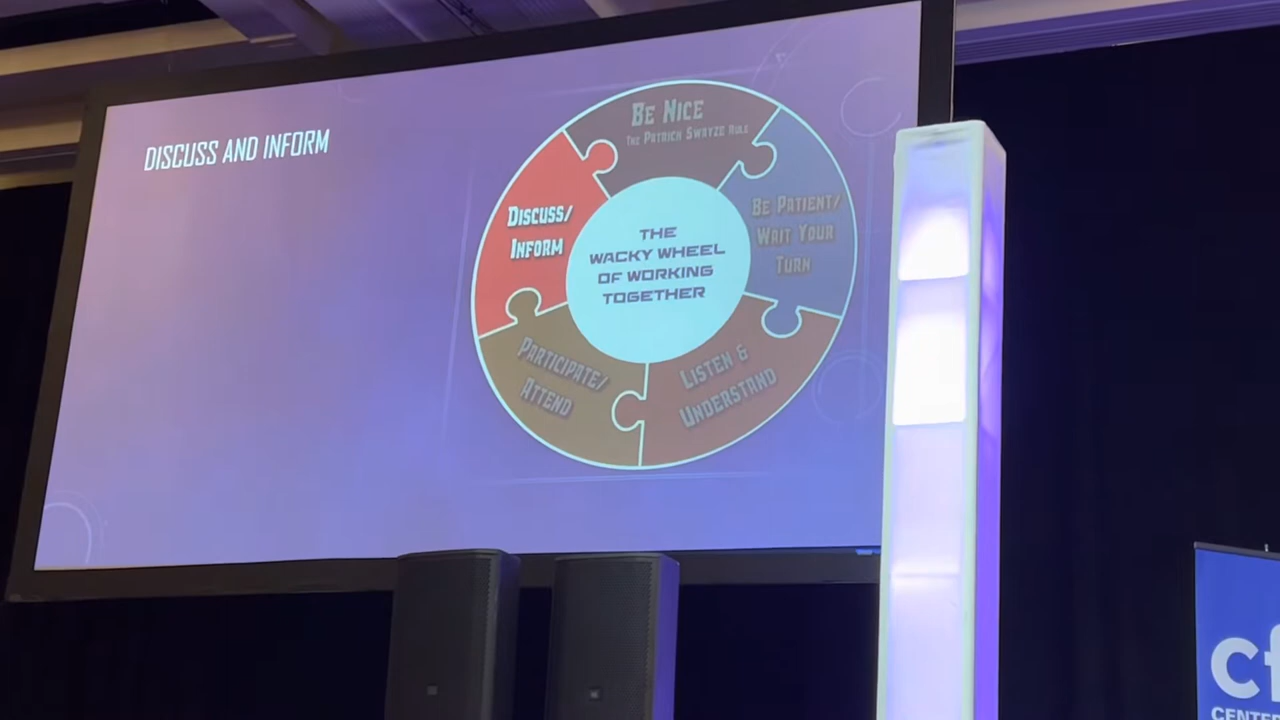 DISCUSS AND INFORM
BE NICE
THE PATRICK SWAYZE RULE
DISCUSS/
INFORM
BE PATIENT/
WAIT YOUR
TURN
THE
WACKY WHEEL
OF WORKING
TOGETHER
PARTICIPATE/
ATTEND
LISTEN &
UNDERSTAND
cf
CENTER